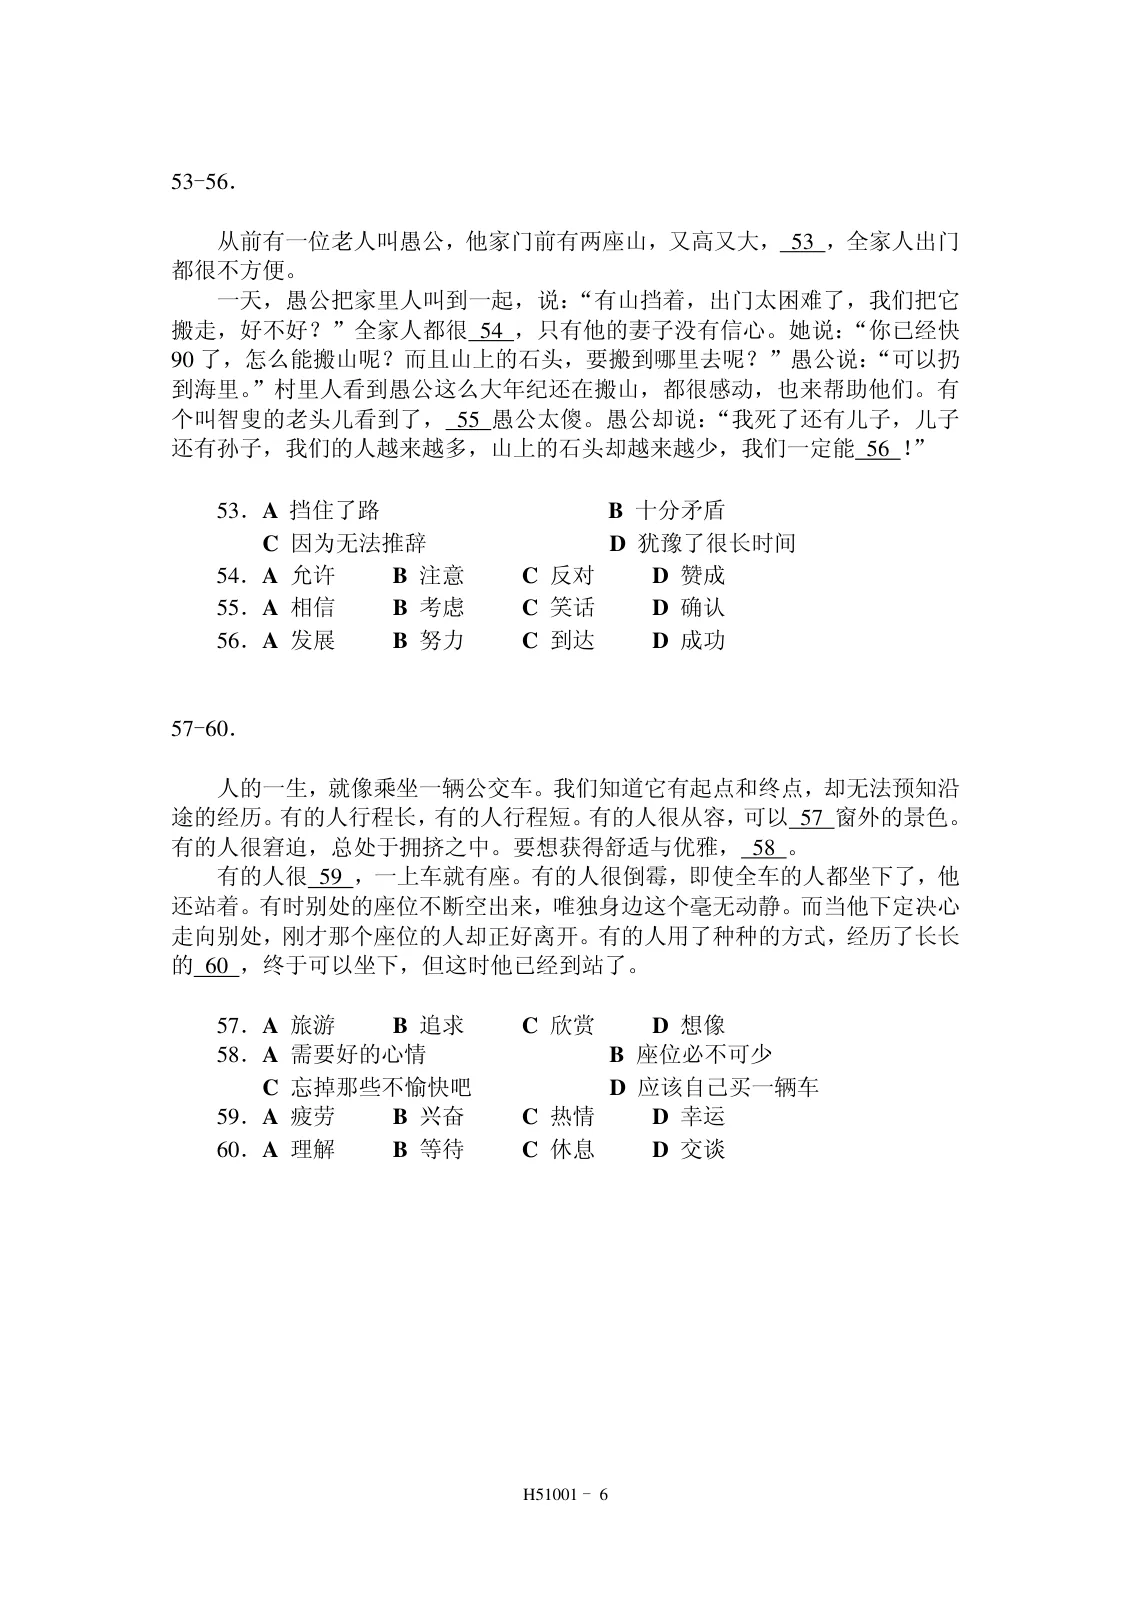 53-56.
从前有一位老人叫愚公，他家门前有两座山，又高又大， 53 ，全家人出门
都很不方便。
一天，愚公把家里人叫到一起，说：“有山挡着，出门太困难了，我们把它
搬走，好不好？”全家人都很 54 ，只有他的妻子没有信心。她说：“你已经快
90 了，怎么能搬山呢？而且山上的石头，要搬到哪里去呢？”愚公说：“可以扔
到海里。”村里人看到愚公这么大年纪还在搬山，都很感动，也来帮助他们。有
个叫智叟的老头儿看到了， 55 愚公太傻。愚公却说：“我死了还有儿子，儿子
还有孙子，我们的人越来越多，山上的石头却越来越少，我们一定能 56 ！”
53．A 挡住了路 B 十分矛盾
C 因为无法推辞 D 犹豫了很长时间
54．A 允许 B 注意 C 反对 D 赞成
55．A 相信 B 考虑 C 笑话 D 确认
56．A 发展 B 努力 C 到达 D 成功
57-60.
人的一生，就像乘坐一辆公交车。我们知道它有起点和终点，却无法预知沿
途的经历。有的人行程长，有的人行程短。有的人很从容，可以 57 窗外的景色。
有的人很窘迫，总处于拥挤之中。要想获得舒适与优雅， 58 。
有的人很 59 ，一上车就有座。有的人很倒霉，即使全车的人都坐下了，他
还站着。有时别处的座位不断空出来，唯独身边这个毫无动静。而当他下定决心
走向别处，刚才那个座位的人却正好离开。有的人用了种种的方式，经历了长长
的 60 ，终于可以坐下，但这时他已经到站了。
57．A 旅游 B 追求 C 欣赏 D 想像
58．A 需要好的心情 B 座位必不可少
C 忘掉那些不愉快吧 D 应该自己买一辆车
59．A 疲劳 B 兴奋 C 热情 D 幸运
60．A 理解 B 等待 C 休息 D 交谈
H51001 - 6